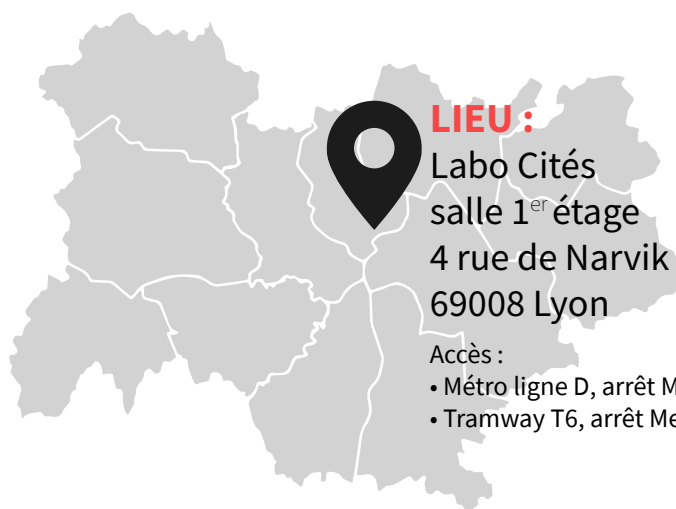 LIEU :
Labo Cités
salle 1er étage
4 rue de Narvik
69008 Lyon
Accès :
• Métro ligne D, arrêt
• Tramway T6, arrêt